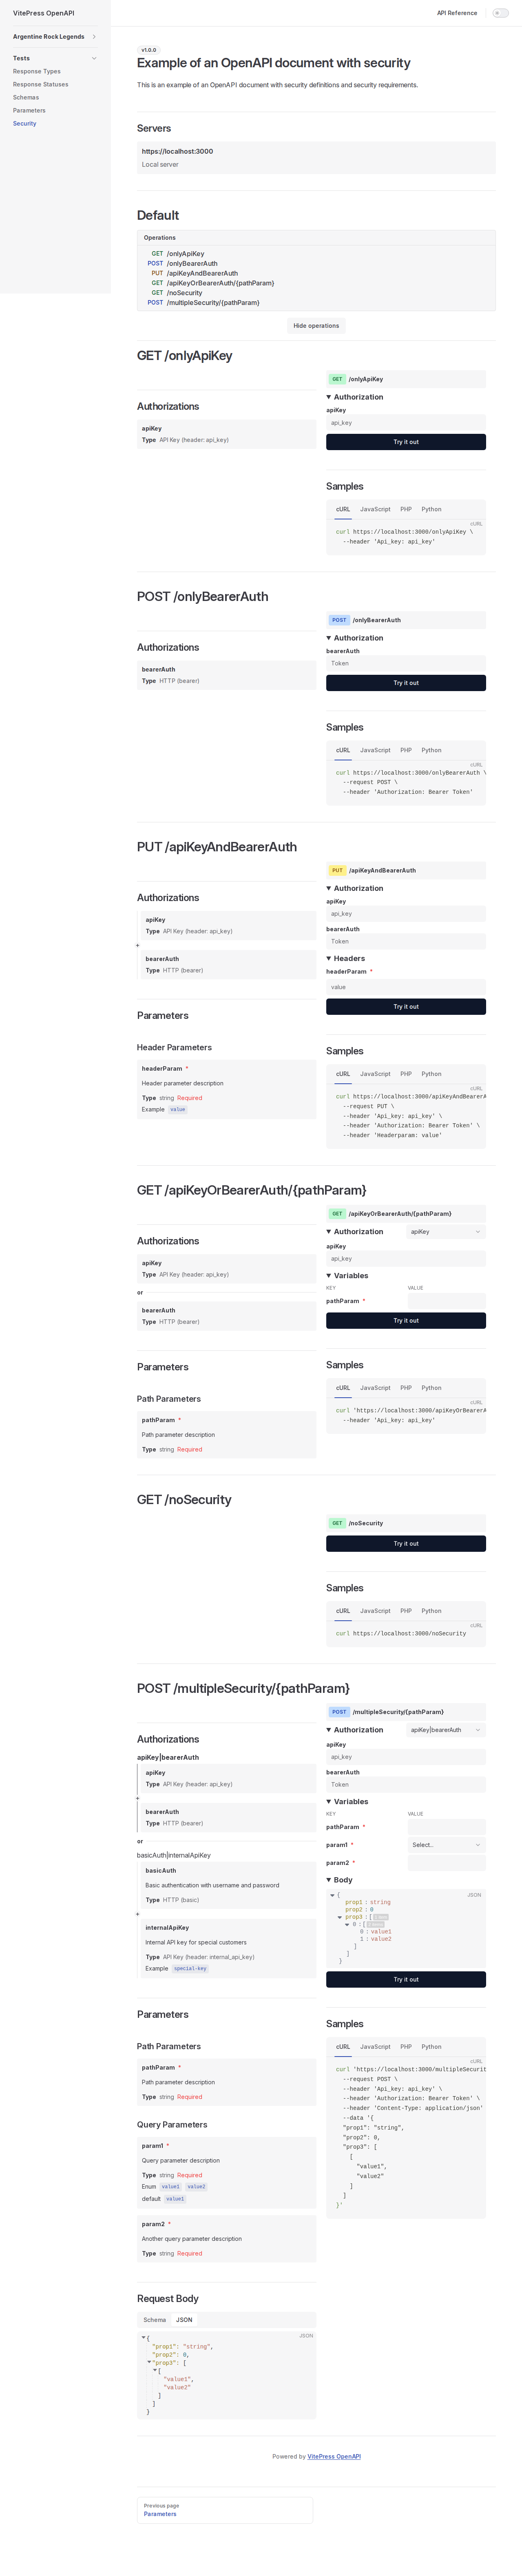 VitePress OpenAPI
API Reference
Argentine Rock Legends
Tests
Response Types
Response Statuses
Schemas
Parameters
Security
v1.0.0
Example of an OpenAPI document with security
This is an example of an OpenAPI document with security definitions and security requirements.
Servers
https://localhost:3000
Local server
Default
Operations
GET /onlyApiKey
POST /onlyBearerAuth
PUT /apiKeyAndBearerAuth
GET /apiKeyOrBearerAuth/{pathParam}
GET /noSecurity
POST /multipleSecurity/{pathParam}
Hide operations
GET /onlyApiKey
Authorizations
apiKey
Type API Key (header: api_key)
GET /onlyApiKey
Authorization
apiKey
api_key
Try it out
Samples
cURL JavaScript PHP Python
cURL
curl https://localhost:3000/onlyApiKey \
--header 'Api_key: api_key'
POST /onlyBearerAuth
Authorizations
bearerAuth
Type HTTP (bearer)
POST /onlyBearerAuth
Authorization
bearerAuth
Token
Try it out
Samples
cURL JavaScript PHP Python
cURL
curl https://localhost:3000/onlyBearerAuth \
--request POST \
--header 'Authorization: Bearer Token'
PUT /apiKeyAndBearerAuth
Authorizations
apiKey
Type API Key (header: api_key)
+
bearerAuth
Type HTTP (bearer)
Parameters
Header Parameters
headerParam *
Header parameter description
Type string Required
Example value
PUT /apiKeyAndBearerAuth
Authorization
apiKey
api_key
bearerAuth
Token
Headers
headerParam *
value
Try it out
Samples
cURL JavaScript PHP Python
cURL
curl https://localhost:3000/apiKeyAndBearerA
--request PUT \
--header 'Api_key: api_key' \
--header 'Authorization: Bearer Token' \
--header 'Headerparam: value'
GET /apiKeyOrBearerAuth/{pathParam}
Authorizations
apiKey
Type API Key (header: api_key)
or
bearerAuth
Type HTTP (bearer)
Parameters
Path Parameters
pathParam *
Path parameter description
Type string Required
GET /apiKeyOrBearerAuth/{pathParam}
Authorization apiKey
apiKey
api_key
Variables
KEY VALUE
pathParam *
Try it out
Samples
cURL JavaScript PHP Python
cURL
curl 'https://localhost:3000/apiKeyOrBearerA
--header 'Api_key: api_key'
GET /noSecurity
GET /noSecurity
Try it out
Samples
cURL JavaScript PHP Python
cURL
curl https://localhost:3000/noSecurity
POST /multipleSecurity/{pathParam}
Authorizations
apiKey|bearerAuth
apiKey
Type API Key (header: api_key)
+
bearerAuth
Type HTTP (bearer)
or
basicAuth|internalApiKey
basicAuth
Basic authentication with username and password
Type HTTP (basic)
+
internalApiKey
Internal API key for special customers
Type API Key (header: internal_api_key)
Example special-key
Parameters
Path Parameters
pathParam *
Path parameter description
Type string Required
Query Parameters
param1 *
Query parameter description
Type string Required
Enum value1 value2
default value1
param2 *
Another query parameter description
Type string Required
Request Body
Schema JSON
JSON
{
"prop1": "string",
"prop2": 0,
"prop3": [
[
"value1",
"value2"
]
]
}
POST /multipleSecurity/{pathParam}
Authorization apiKey|bearerAuth
apiKey
api_key
bearerAuth
Token
Variables
KEY VALUE
pathParam *
param1 * Select...
param2 *
Body
JSON
{
prop1 : string
prop2 : 0
prop3 : [
0 : [
0 : value1
1 : value2
]
]
}
Try it out
Samples
cURL JavaScript PHP Python
cURL
curl 'https://localhost:3000/multipleSecurit
--request POST \
--header 'Api_key: api_key' \
--header 'Authorization: Bearer Token' \
--header 'Content-Type: application/json'
--data '{
"prop1": "string",
"prop2": 0,
"prop3": [
[
"value1",
"value2"
]
]
}'
Powered by VitePress OpenAPI
Previous page
Parameters